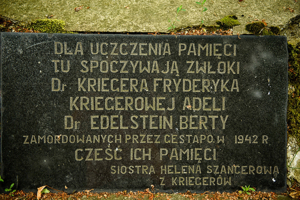 DLA UCZCZENIA PAMIĘCI
TU SPOCZYWAJĄ ZWŁOKI
Dr KRIEGERA FRYDERYKA
KRIEGEROWEJ ADELI
Dr EDELSTEIN BERTY
ZAMORDOWANYCH PRZEZ GESTAPO W 1942 R
CZEŚĆ ICH PAMIĘCI
SIOSTRA HELENA SZANCEROWA
Z KRIEGERÓW